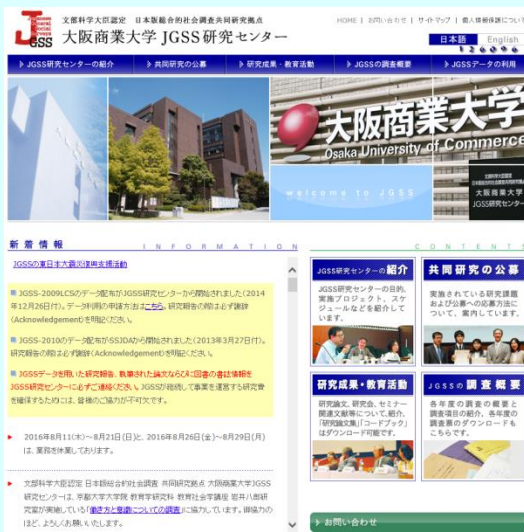 文部科学大臣認定 日本版総合的社会調査共同研究拠点
JGSS
大阪商業大学 JGSS研究センター
HOME | お問い合わせ | サイトマップ | 個人情報保護につい
日本語 English
JGSS研究センターの紹介 共同研究の公募 研究成果・教育活動 JGSSの調査概要 JGSSデータの利用
大阪商業大学
Osaka University of Commerce
welcome to JGSS
大阪商業大学
JGSS研究センター
新着情報 INFORMATION
JGSSの東日本大震災復興支援活動
JGSS-2009LCSのデータ配布がJGSS研究センターから開始されました（2014
年12月26日付）。データ利用の申請方法はこちら。研究報告の際は必ず謝辞
（Acknowledgement）を明記ください。
JGSS-2010のデータ配布がSSJDAから開始されました（2013年3月27日付）。
研究報告の際は必ず謝辞（Acknowledgement）を明記ください。
JGSSデータを用いた研究報告、執筆された論文ならびに図書の書誌情報を
JGSS研究センターに必ずご連絡ください。JGSSが継続して事業を運営する研究費
を確保するためには、皆様のご協力が不可欠です。
2016年8月11(木)～8月21日(日)と、2016年8月26日(金)～8月29日(月)
は、業務を休業しております。
文部科学大臣認定 日本版総合的社会調査 共同研究拠点 大阪商業大学JGSS
研究センターは、京都大学大学院 教育学研究科 教育社会学講座 岩井八郎研
究室が実施している「働き方と意識についての調査」に協力しています。御協力の
ほど、よろしくお願いいたします。
CONTENTS
JGSS研究センターの紹介
JGSS研究センターの目的、
実施プロジェクト、スケ
ジュールなどを紹介して
います。
共同研究の公募
実施されている研究課題
および公募への応募方法に
ついて、案内しています。
研究成果・教育活動
研究論文、研究会、セミナー
関連文献等について、紹介。
「研究論文集」「コードブック」
はダウンロード可能です。
JGSSの調査概要
各年度の調査の概要と
調査項目の紹介、各年度の
調査票のダウンロードも
こちらです。
お問い合わせ